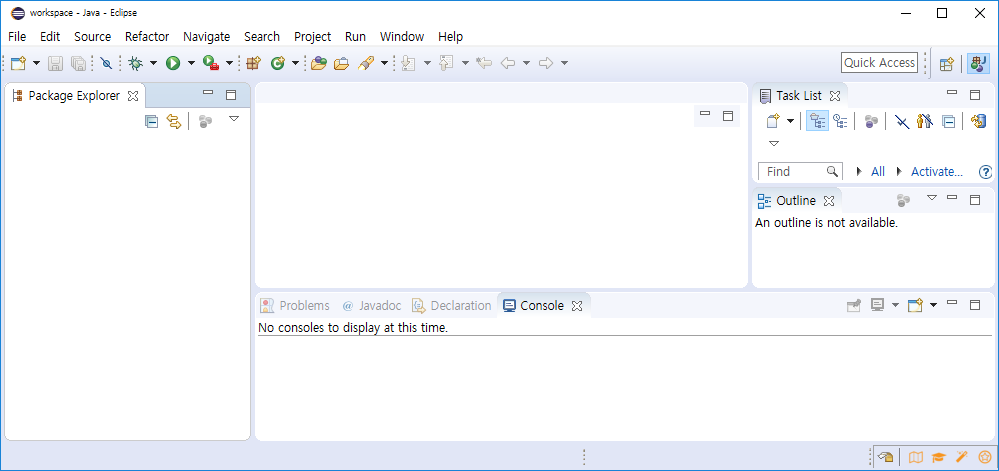 workspace - Java - Eclipse
File Edit Source Refactor Navigate Search Project Run Window Help
Quick Access
Package Explorer
Task List
Find All Activate...
Outline
An outline is not available.
Problems @ Javadoc Declaration Console
No consoles to display at this time.